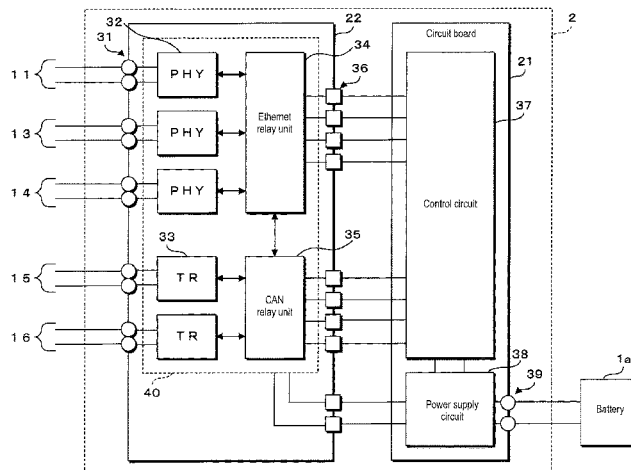 32
22
Circuit board
2
31
34
21
11
PHY
36
37
Ethernet
relay unit
13
PHY
14
PHY
Control circuit
33
35
15
TR
CAN
relay unit
16
TR
38
1a
40
39
Power supply
circuit
Battery